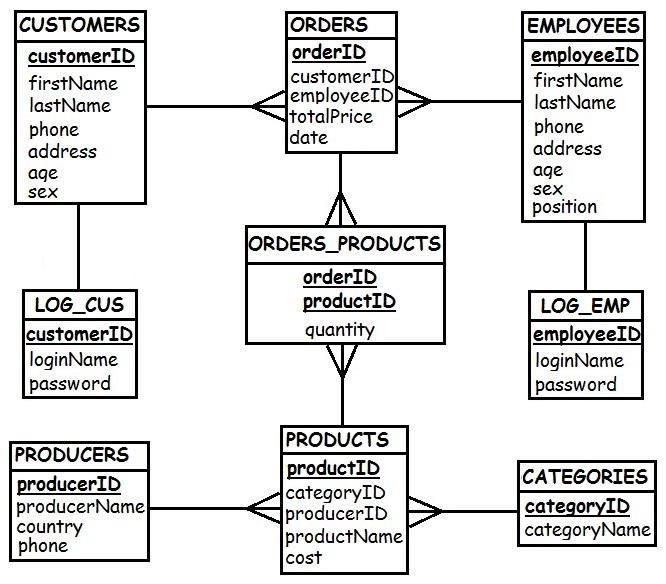 CUSTOMERS
customerID
firstName
lastName
phone
address
age
sex
ORDERS
orderID
customerID
employeeID
totalPrice
date
EMPLOYEES
employeeID
firstName
lastName
phone
address
age
sex
position
ORDERS_PRODUCTS
orderID
productID
quantity
LOG_CUS
customerID
loginName
password
LOG_EMP
employeeID
loginName
password
PRODUCERS
producerID
producerName
country
phone
PRODUCTS
productID
categoryID
producerID
productName
cost
CATEGORIES
categoryID
categoryName